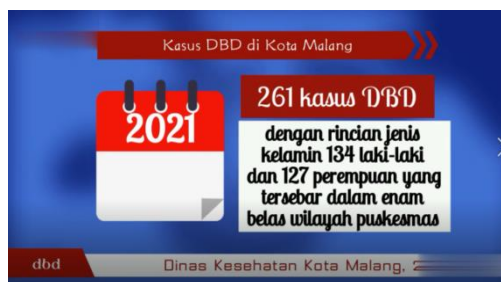 Kasus DBD di Kota Malang
2021
261 kasus DBD
dengan rincian jenis
kelamin 134 laki-laki
dan 127 perempuan yang
tersebar dalam enam
belas wilayah puskesmas
dbd
Dinas Kesehatan Kota Malang,